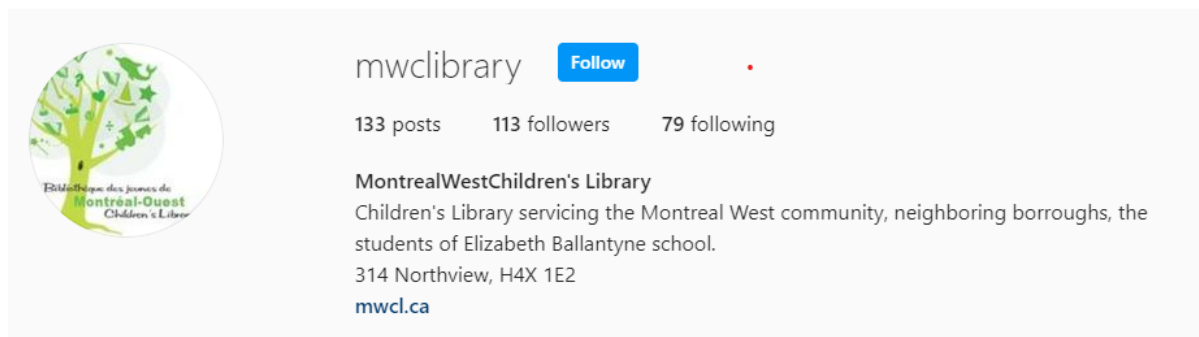 mwclibrary Follow
133 posts 113 followers 79 following
MontrealWestChildren's Library
Children's Library servicing the Montreal West community, neighboring borroughs, the
students of Elizabeth Ballantyne school.
314 Northview, H4X 1E2
mwcl.ca
Bibliothèque des jeunes de
Montréal-Ouest
Children's